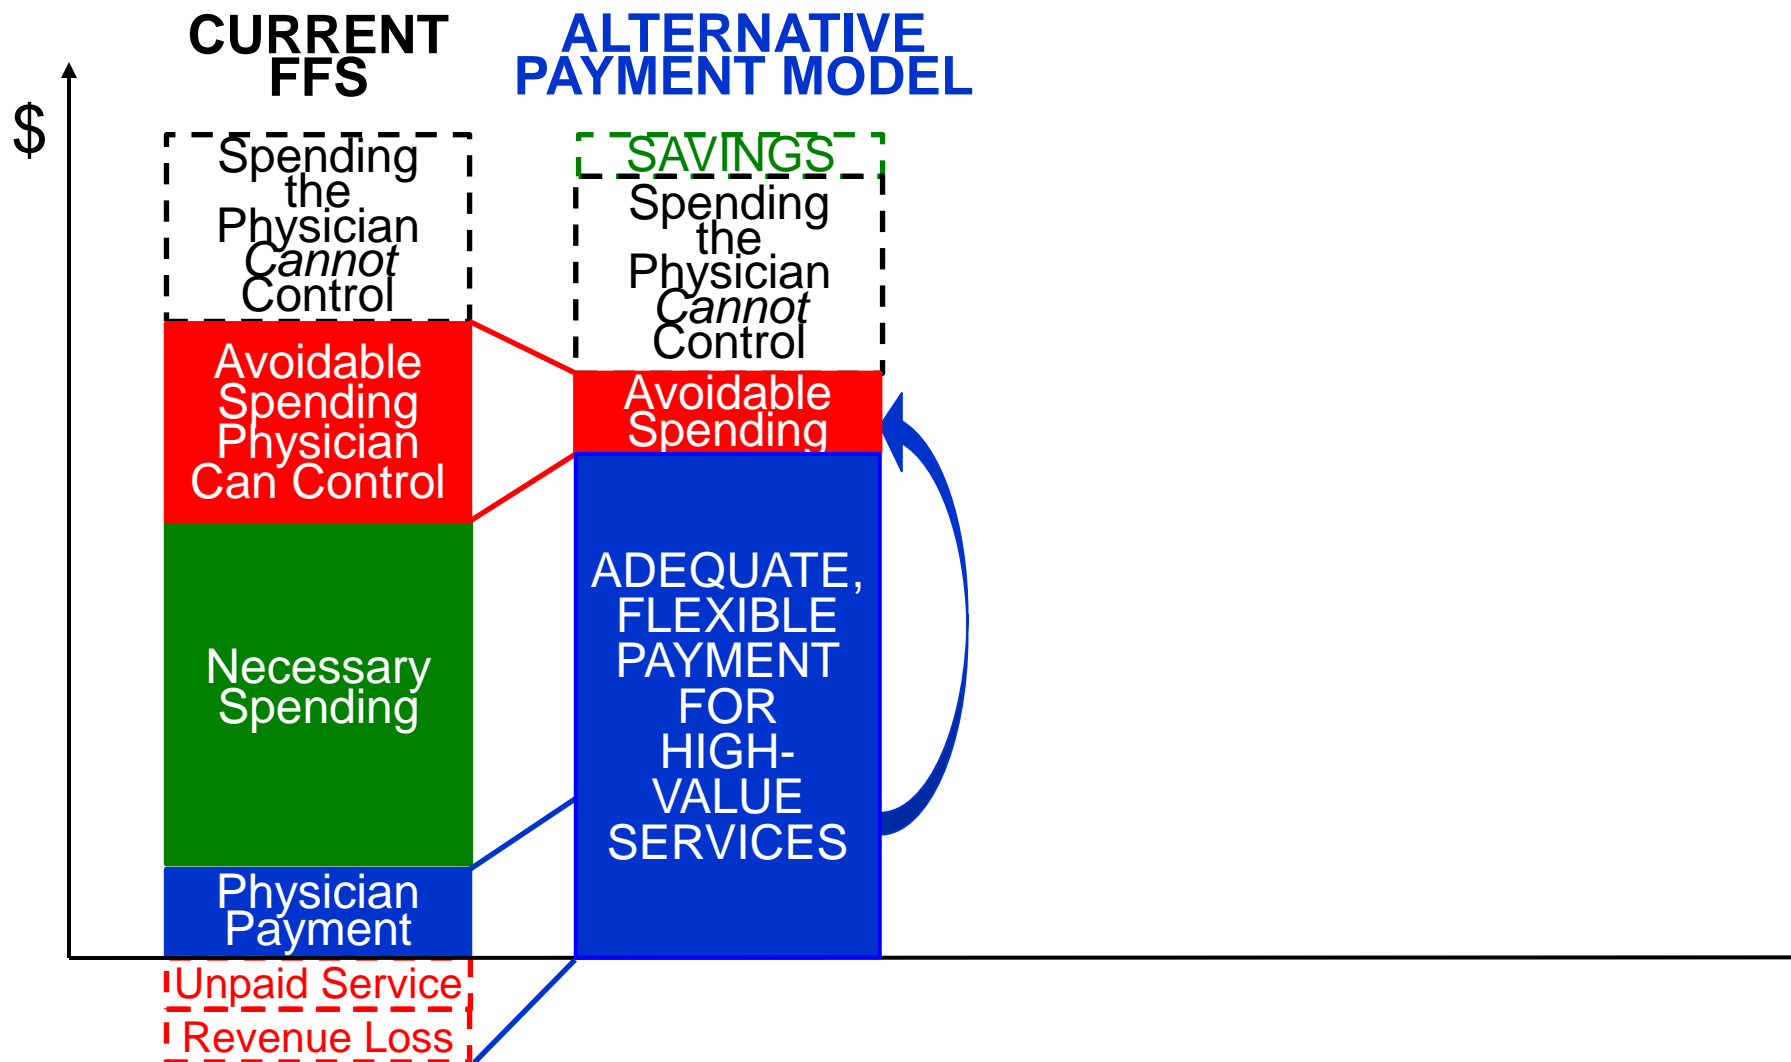 CURRENT
FFS
ALTERNATIVE
PAYMENT MODEL
$
Spending
the
Physician
Cannot
Control
Avoidable
Spending
Physician
Can Control
Necessary
Spending
Physician
Payment
Unpaid Service
Revenue Loss
SAVINGS
Spending
the
Physician
Cannot
Control
Avoidable
Spending
ADEQUATE,
FLEXIBLE
PAYMENT
FOR
HIGH-
VALUE
SERVICES